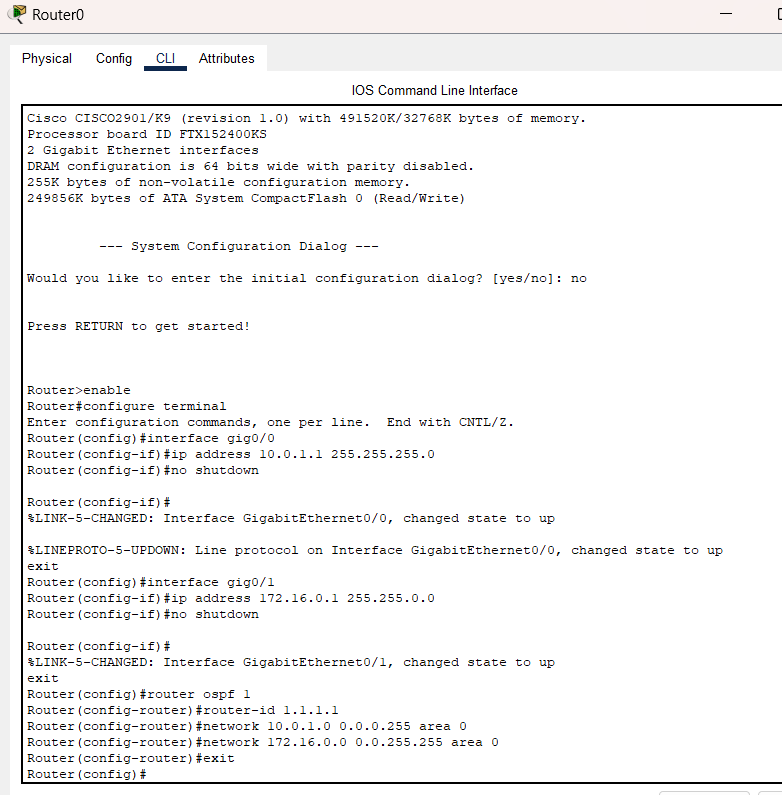 Router0
Physical Config CLI Attributes
IOS Command Line Interface
Cisco CISCO2901/K9 (revision 1.0) with 491520K/32768K bytes of memory.
Processor board ID FTX152400KS
2 Gigabit Ethernet interfaces
DRAM configuration is 64 bits wide with parity disabled.
255K bytes of non-volatile configuration memory.
249856K bytes of ATA System CompactFlash 0 (Read/Write)
--- System Configuration Dialog ---
Would you like to enter the initial configuration dialog? [yes/no]: no
Press RETURN to get started!
Router>enable
Router#configure terminal
Enter configuration commands, one per line.  End with CNTL/Z.
Router(config)#interface gig0/0
Router(config-if)#ip address 10.0.1.1 255.255.255.0
Router(config-if)#no shutdown
Router(config-if)#
%LINK-5-CHANGED: Interface GigabitEthernet0/0, changed state to up
%LINEPROTO-5-UPDOWN: Line protocol on Interface GigabitEthernet0/0, changed state to up
exit
Router(config)#interface gig0/1
Router(config-if)#ip address 172.16.0.1 255.255.0.0
Router(config-if)#no shutdown
Router(config-if)#
%LINK-5-CHANGED: Interface GigabitEthernet0/1, changed state to up
exit
Router(config)#router ospf 1
Router(config-router)#router-id 1.1.1.1
Router(config-router)#network 10.0.1.0 0.0.0.255 area 0
Router(config-router)#network 172.16.0.0 0.0.255.255 area 0
Router(config-router)#exit
Router(config)#